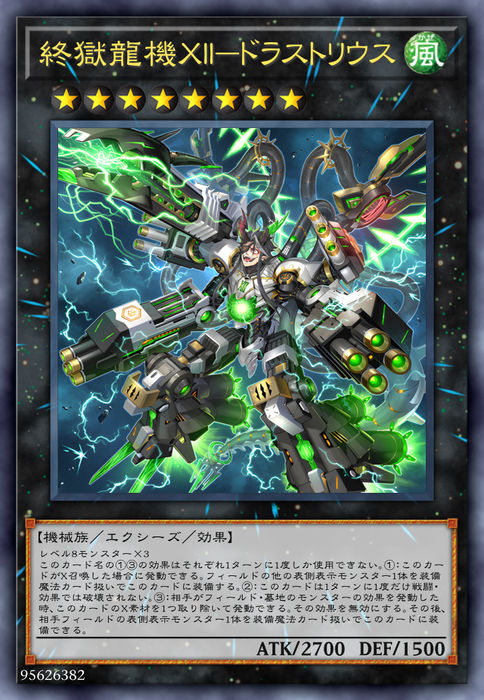 終獄龍機XII-ドラストリウス
風
【機械族/エクシーズ/効果】
レベル8モンスター×3
このカード名の①③の効果はそれぞれ1ターンに1度しか使用できない。①:このカー
ドがX召喚した場合に発動できる。フィールドの他の表側表示モンスター1体を装備
魔法カード扱いでこのカードに装備する。②:このカードは1ターンに1度だけ戦闘・
効果では破壊されない。③:相手がフィールド・墓地のモンスターの効果を発動した
時、このカードのX素材を1つ取り除いて発動できる。その効果を無効にする。その後、
相手フィールドの表側表示モンスター1体を装備魔法カード扱いでこのカードに装
備できる。
ATK/2700 DEF/1500
95626382